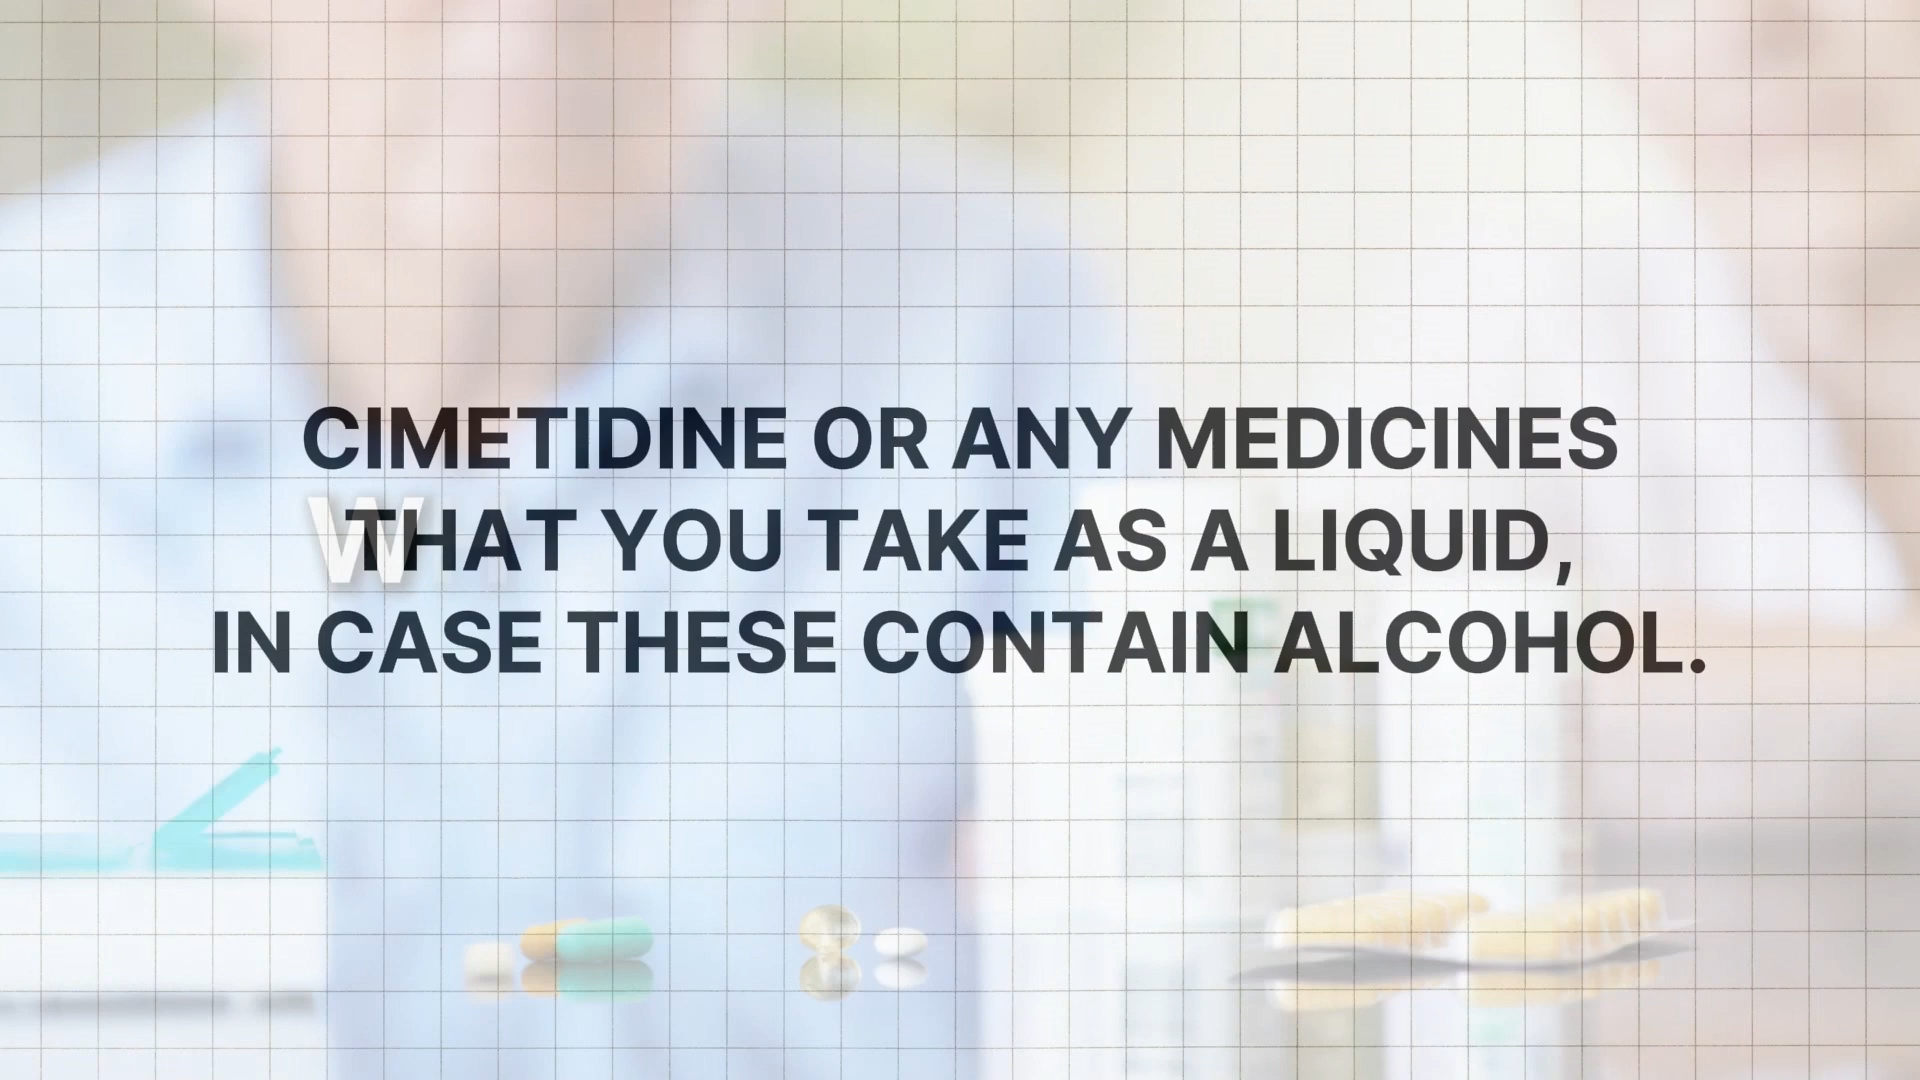 CIMETIDINE OR ANY MEDICINES
THAT YOU TAKE AS A LIQUID,
IN CASE THESE CONTAIN ALCOHOL.
W